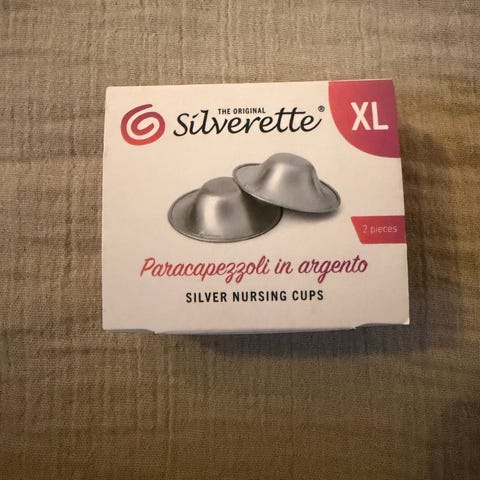 THE ORIGINAL
Silverette®
XL
2 pieces
Paracapezzoli in argento
SILVER NURSING CUPS